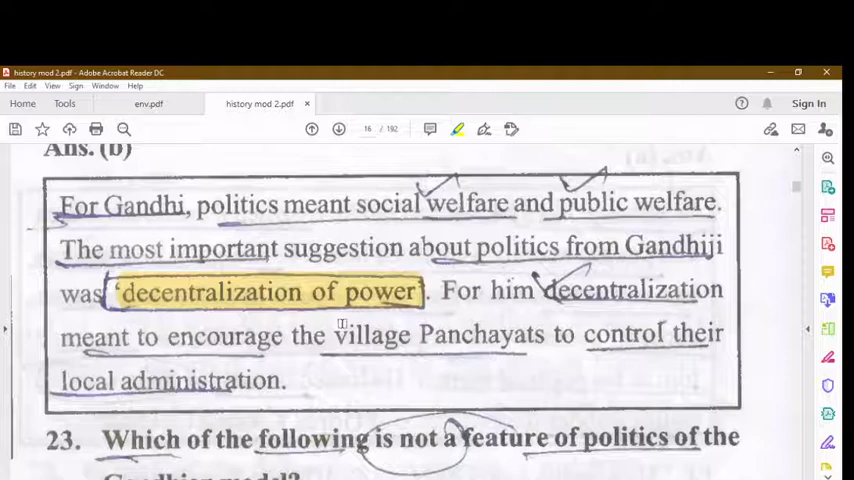 history mod 2.pdf - Adobe Acrobat Reader DC
File Edit View Sign Window Help
Home Tools env.pdf history mod 2.pdf × Sign In
16 / 192
Ans. (b)
For Gandhi, politics meant social welfare and public welfare.
The most important suggestion about politics from Gandhiji
was 'decentralization of power'. For him decentralization
meant to encourage the village Panchayats to control their
local administration.
23. Which of the following is not a feature of politics of the
Gandhian model?